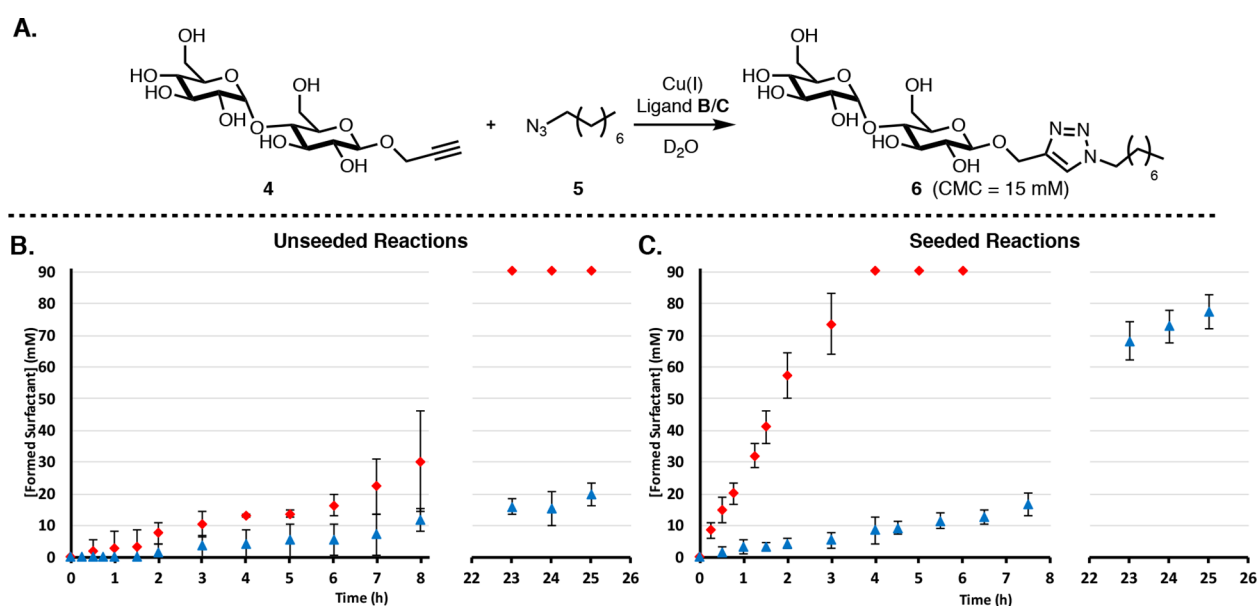 A.
OH
HO
HO
O
OH
OH
O
O
HO
O
OH
4
+
N3
6
5
Cu(I)
Ligand B/C
D2O
OH
HO
HO
O
OH
OH
O
O
HO
O
OH
N=N
N
6
6 (CMC = 15 mM)
B.
Unseeded Reactions
[Formed Surfactant] (mM)
90
80
70
60
50
40
30
20
10
0
0 1 2 3 4 5 6 7 8 22 23 24 25 26
Time (h)
C.
Seeded Reactions
[Formed Surfactant] (mM)
90
80
70
60
50
40
30
20
10
0
0 1 2 3 4 5 6 7 8 22 23 24 25 26
Time (h)